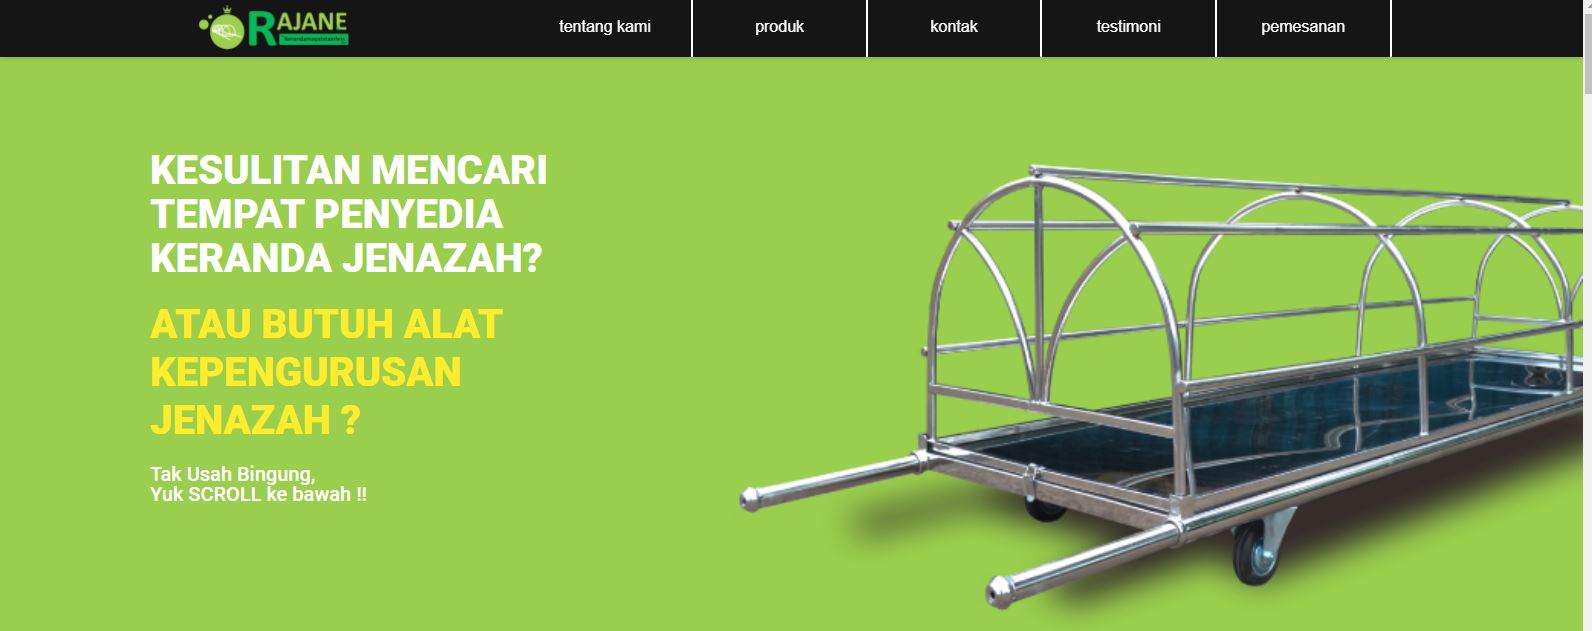 RAJANE
tentang kami
produk
kontak
testimoni
pemesanan
KESULITAN MENCARI
TEMPAT PENYEDIA
KERANDA JENAZAH?
ATAU BUTUH ALAT
KEPENGURUSAN
JENAZAH ?
Tak Usah Bingung,
Yuk SCROLL ke bawah !!